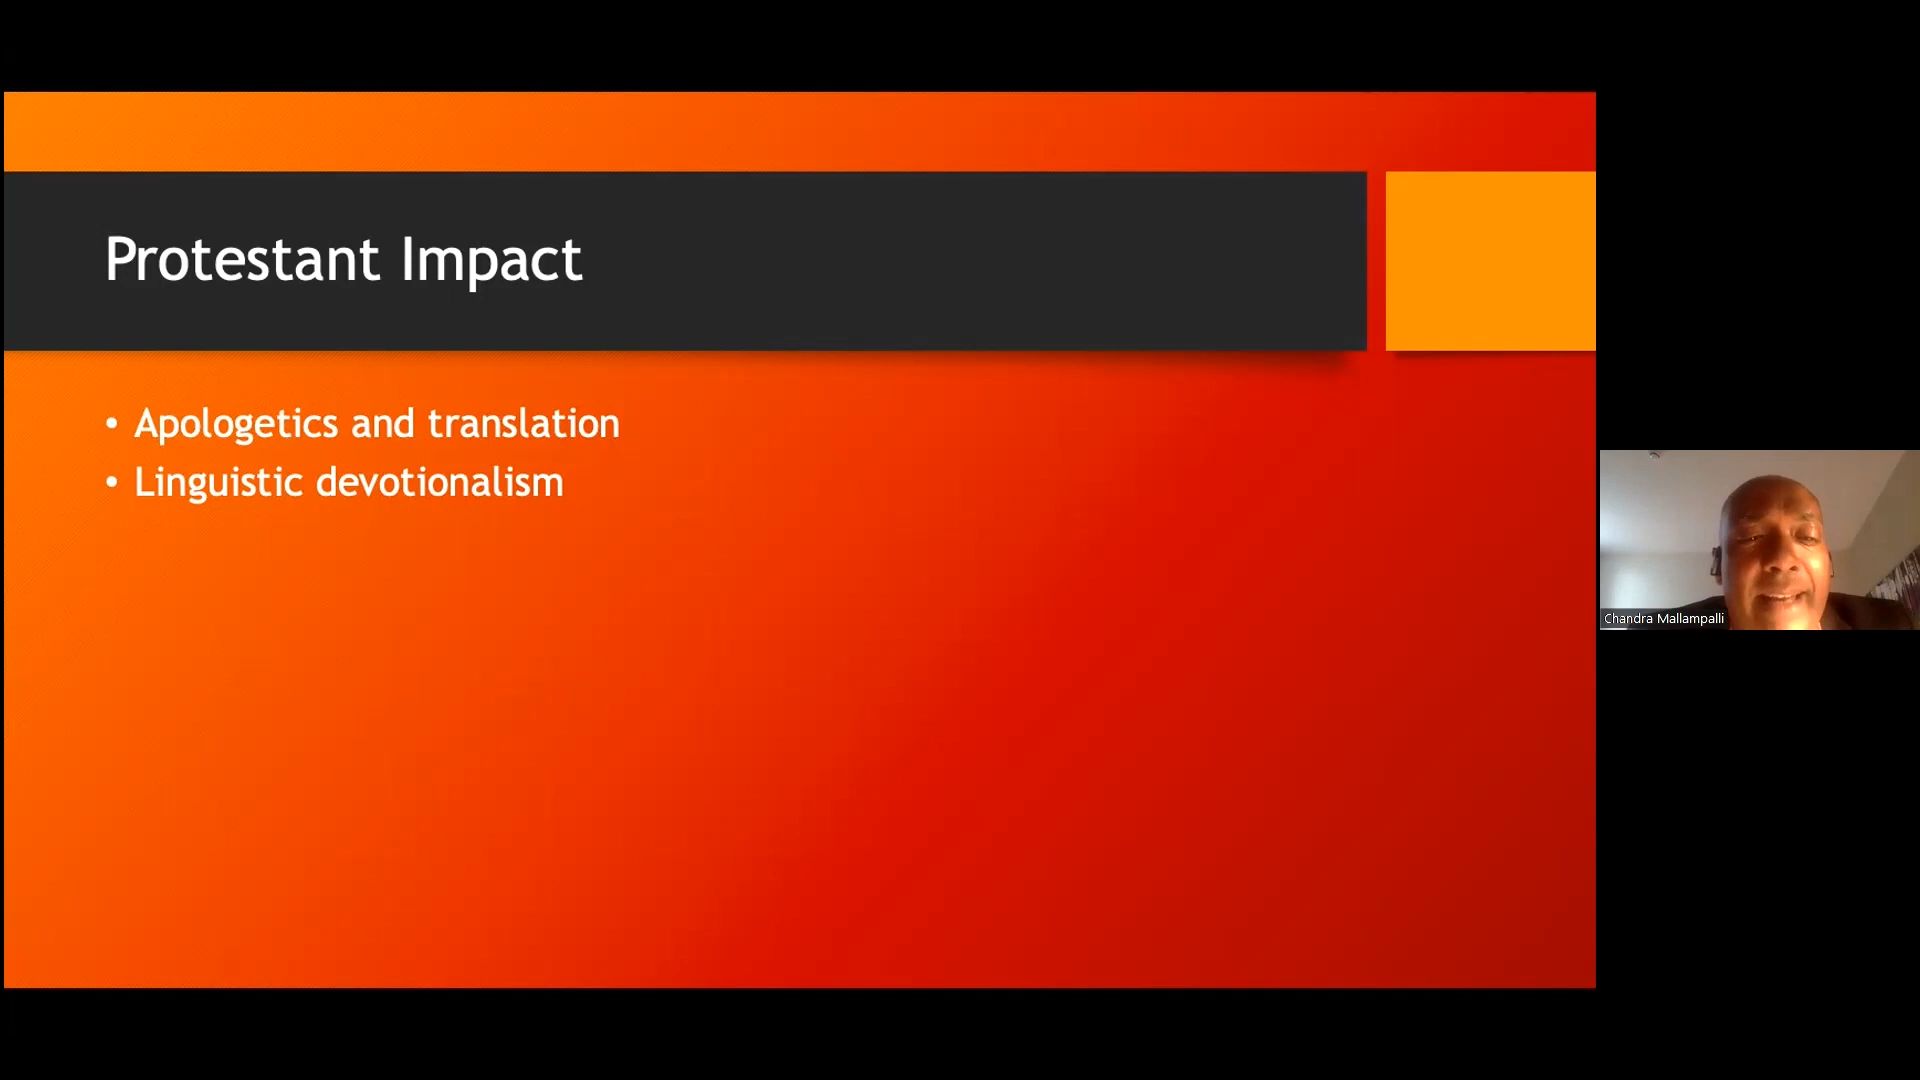 Protestant Impact
• Apologetics and translation
• Linguistic devotionalism
Chandra Mallampalli